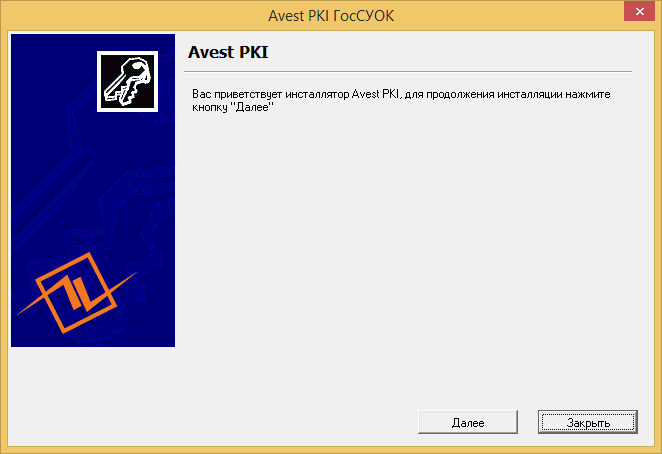 Avest PKI ГосСУОК
Avest PKI
Вас приветствует инсталлятор Avest PKI, для продолжения инсталляции нажмите
кнопку "Далее"
Далее
Закрыть